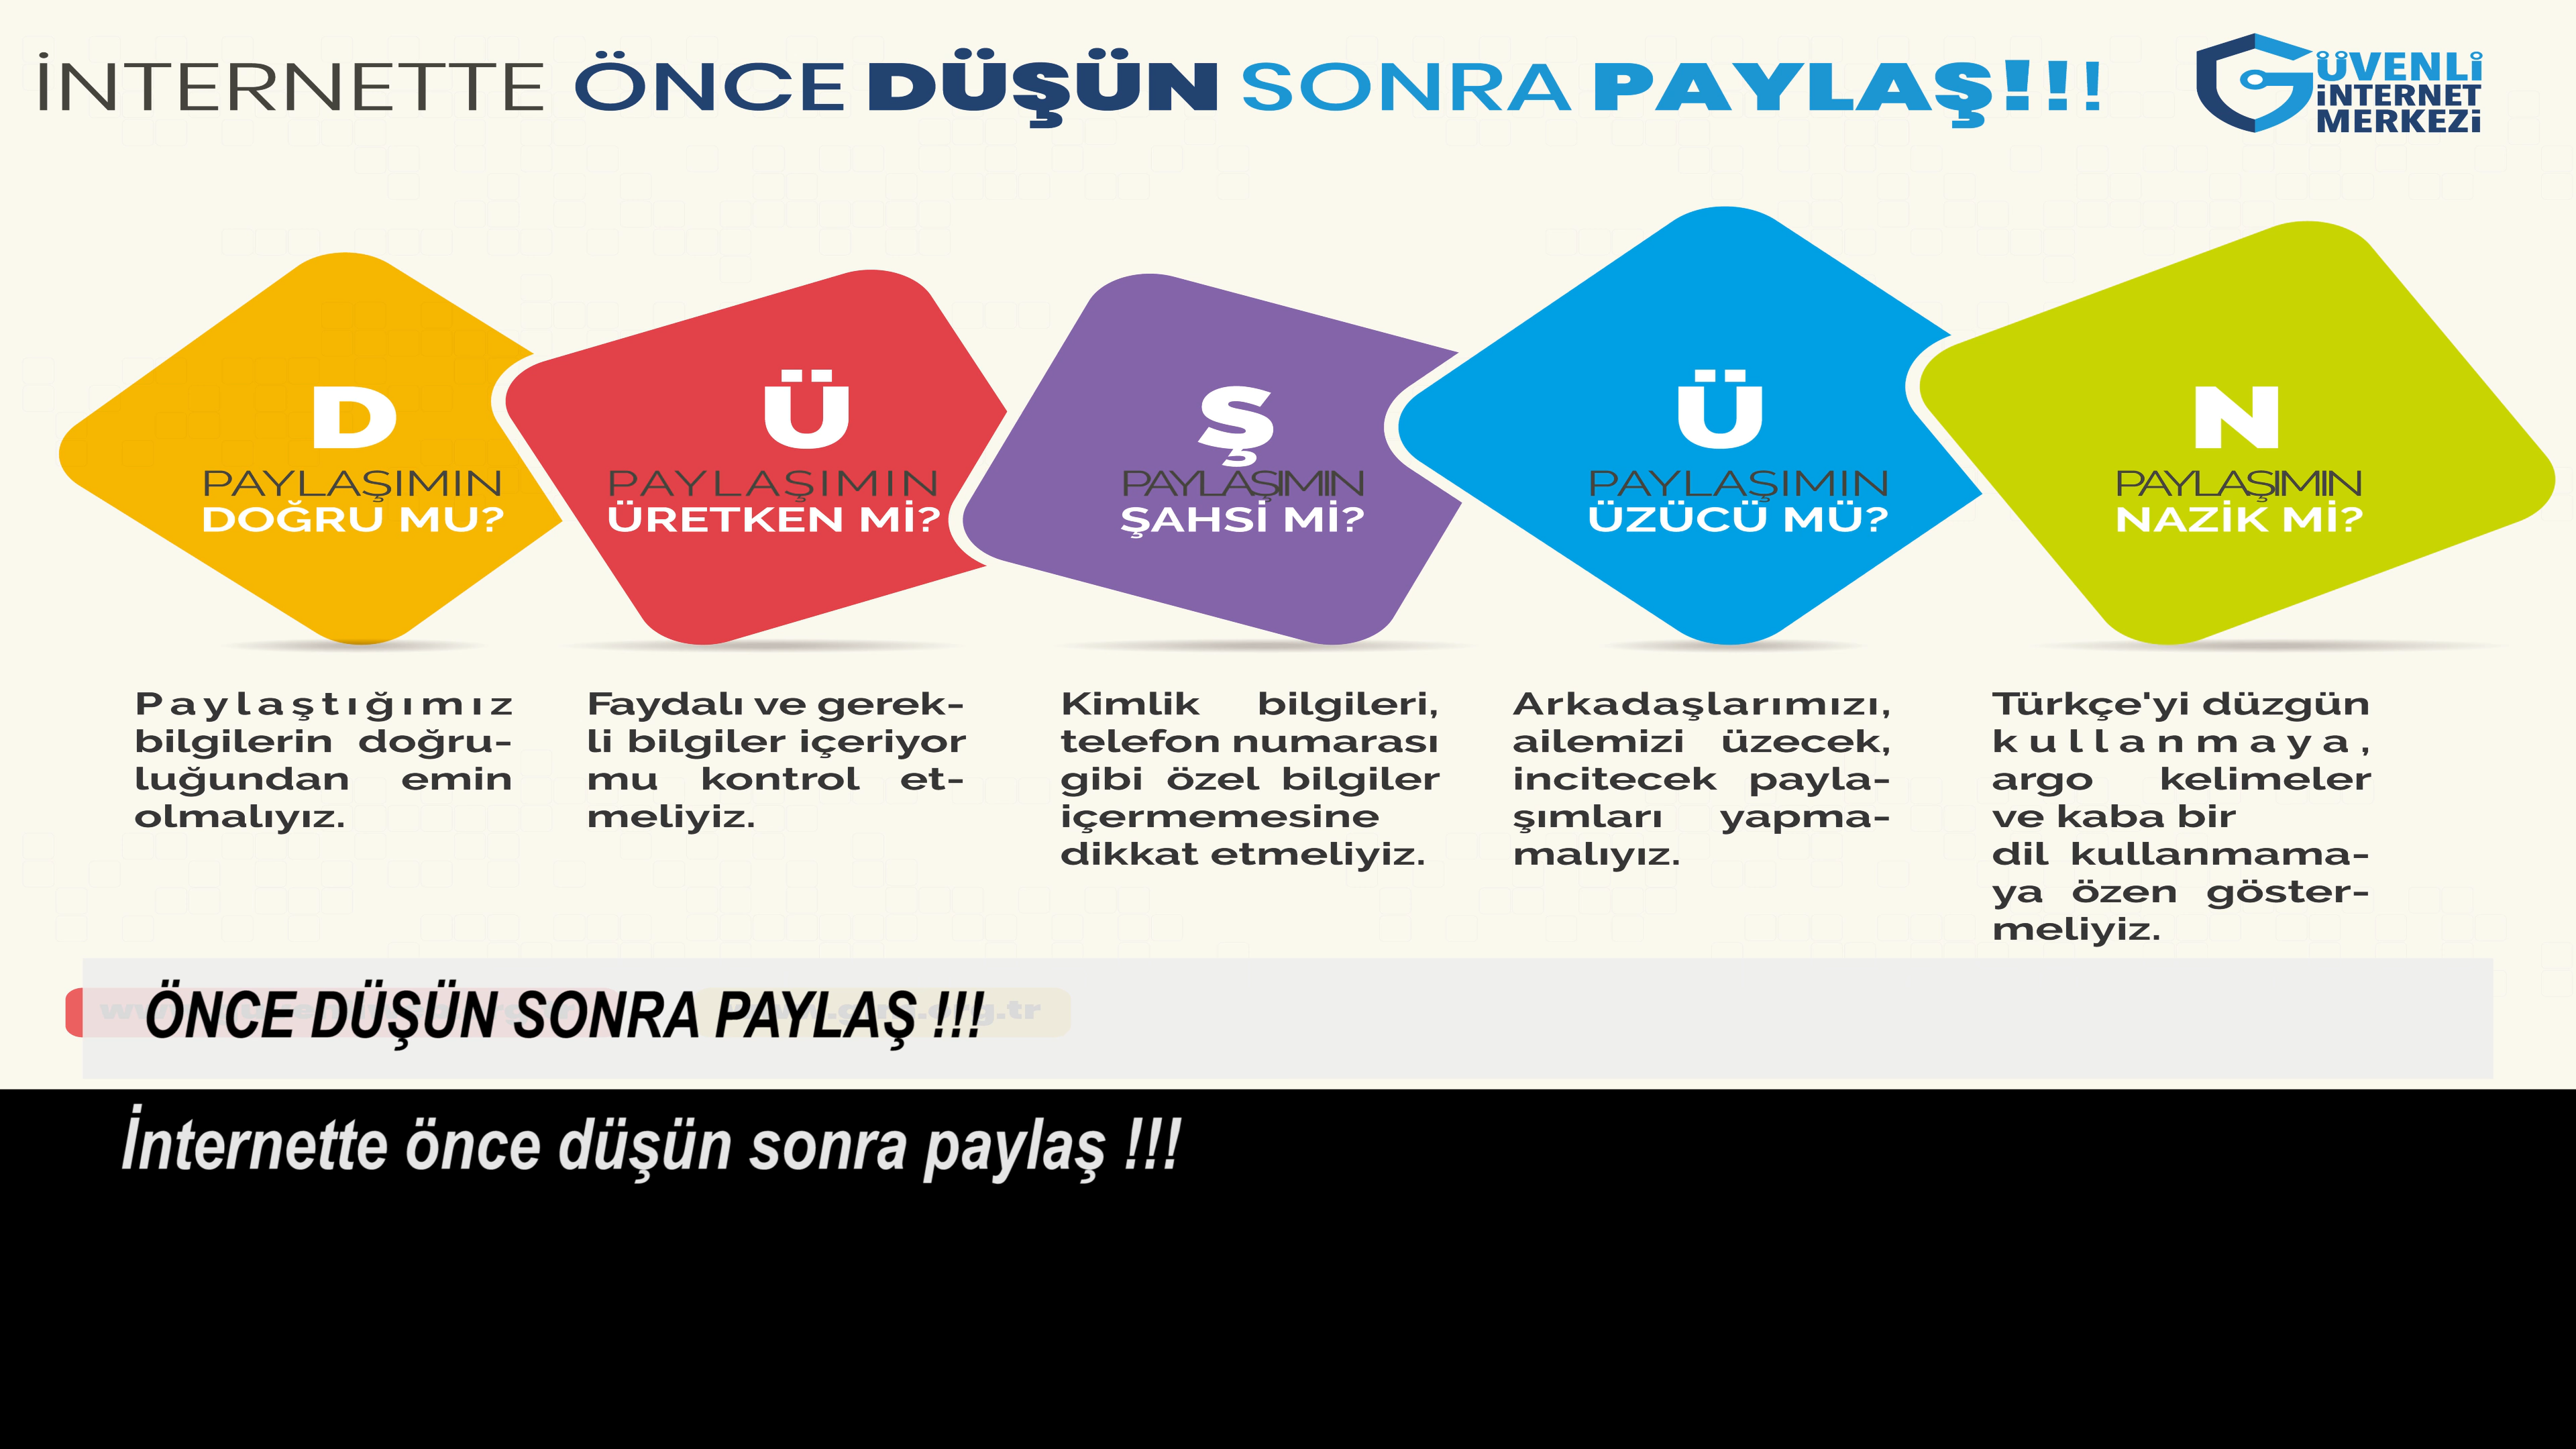 İNTERNETTE ÖNCE DÜŞÜN SONRA PAYLAŞ!!!
GÜVENLİ
İNTERNET
MERKEZİ
D
PAYLAŞIMIN
DOĞRU MU?
Ü
PAYLAŞIMIN
ÜRETKEN Mİ?
Ş
PAYLAŞIMIN
ŞAHSİ Mİ?
Ü
PAYLAŞIMIN
ÜZÜCÜ MÜ?
N
PAYLAŞIMIN
NAZİK Mİ?
Paylaştığımız
bilgilerin doğru-
luğundan emin
olmalıyız.
Faydalı ve gerek-
li bilgiler içeriyor
mu kontrol et-
meliyiz.
Kimlik bilgileri,
telefon numarası
gibi özel bilgiler
içermemesine
dikkat etmeliyiz.
Arkadaşlarımızı,
ailemizi üzecek,
incitecek payla-
şımları yapma-
malıyız.
Türkçe'yi düzgün
kullanmaya,
argo kelimeler
ve kaba bir
dil kullanmama-
ya özen göster-
meliyiz.
ÖNCE DÜŞÜN SONRA PAYLAŞ !!!
İnternette önce düşün sonra paylaş !!!